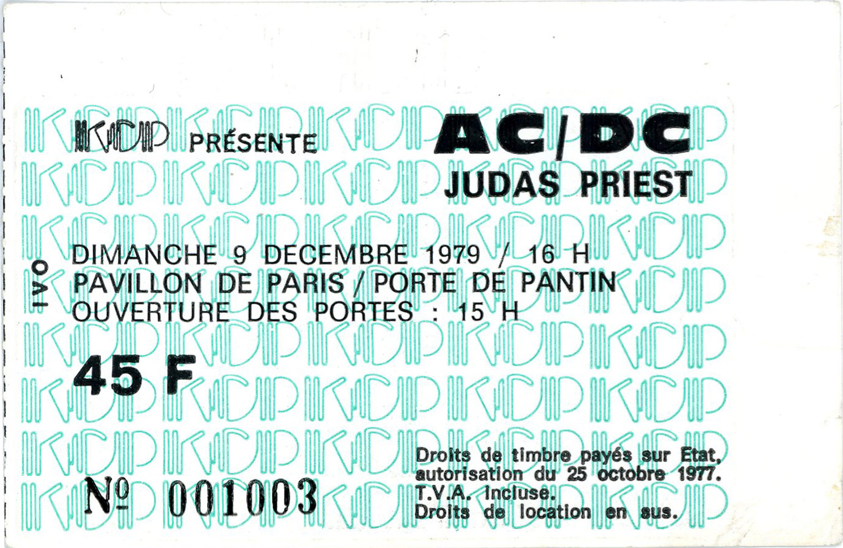 KCP PRÉSENTE
AC/DC
JUDAS PRIEST
DIMANCHE 9 DECEMBRE 1979 / 16 H
PAVILLON DE PARIS / PORTE DE PANTIN
OUVERTURE DES PORTES : 15 H
IVO
45 F
Nº 001003
Droits de timbre payés sur Etat,
autorisation du 25 octobre 1977.
T.V.A. incluse.
Droits de location en sus.